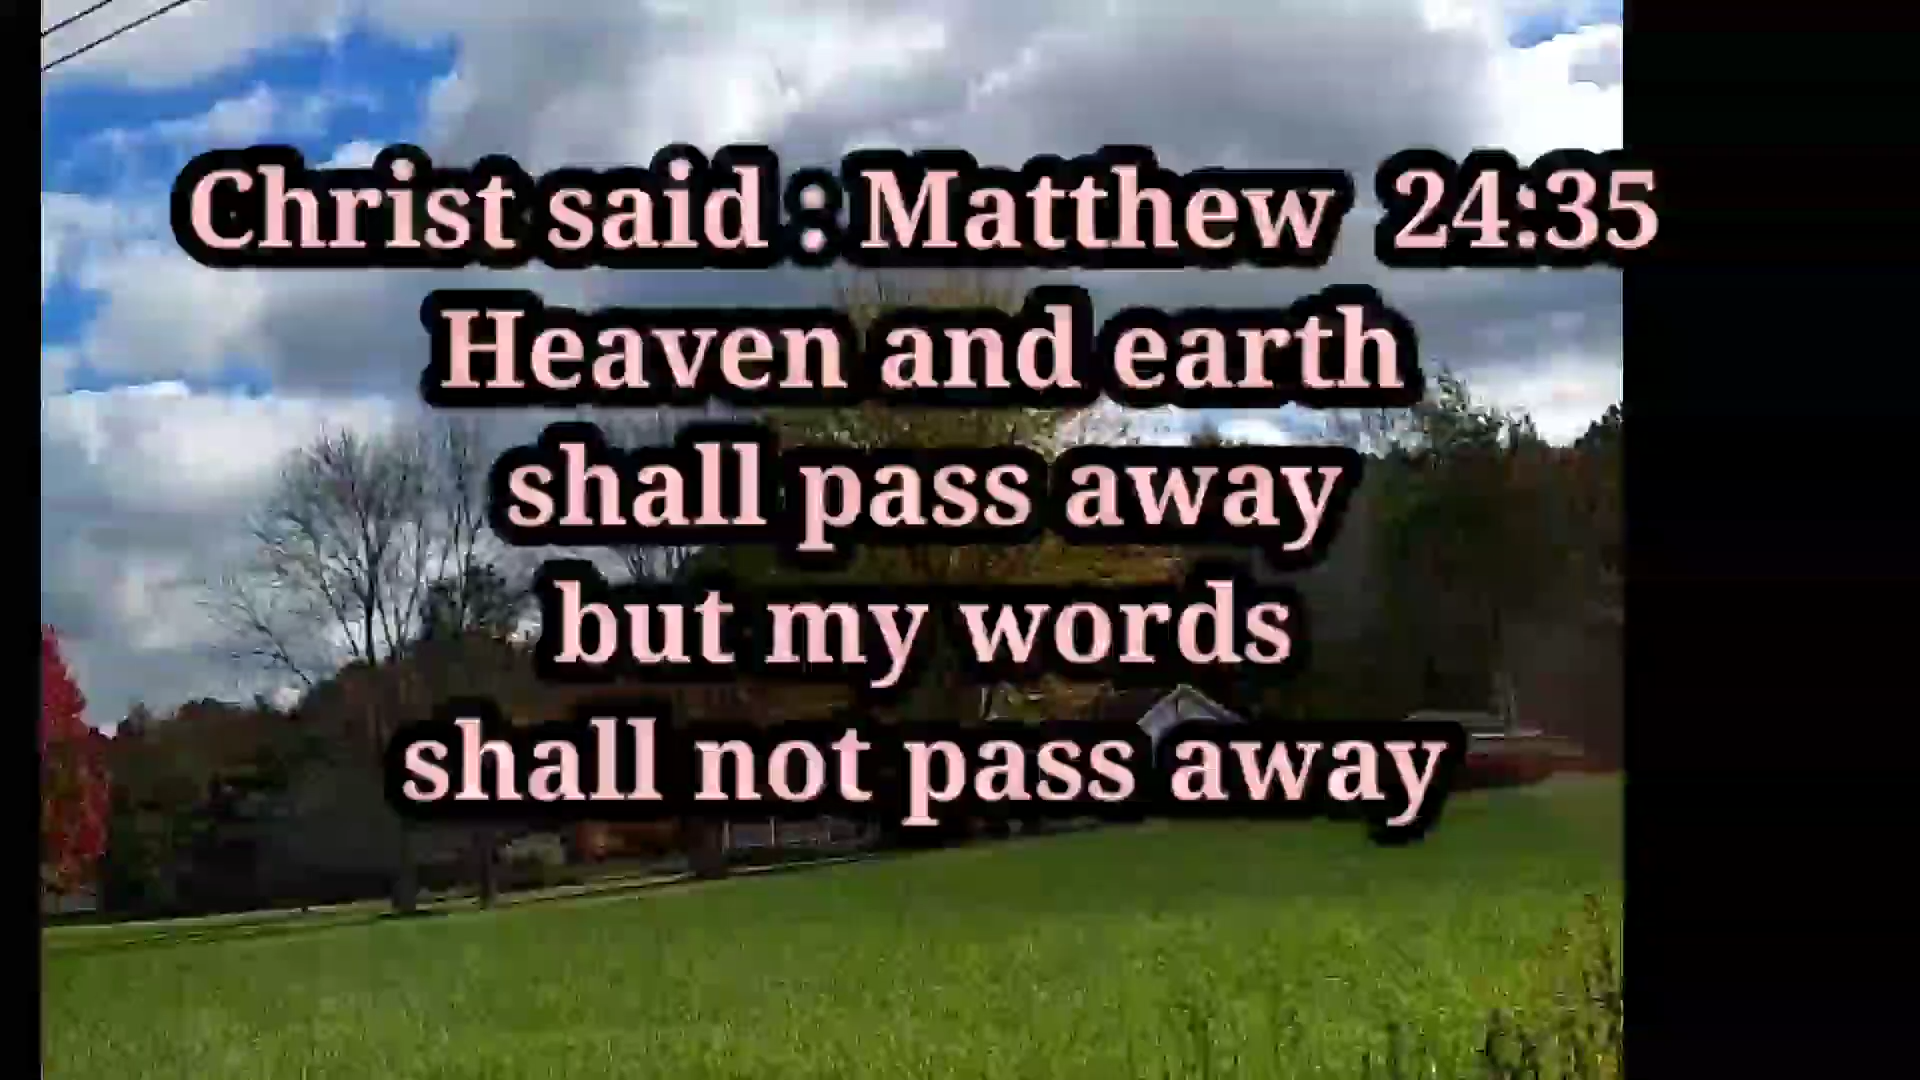 Christ said : Matthew 24:35
Heaven and earth
shall pass away
but my words
shall not pass away